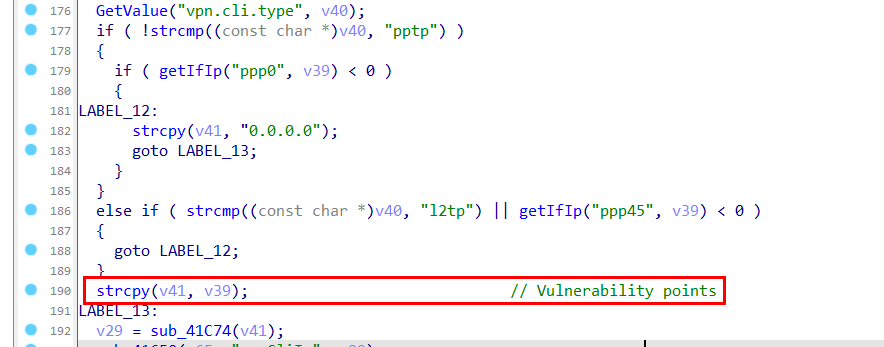 176 GetValue("vpn.cli.type", v40);
177 if ( !strcmp((const char *)v40, "pptp") )
178 {
179 if ( getIfIp("ppp0", v39) < 0 )
180 {
181 LABEL_12:
182 strcpy(v41, "0.0.0.0");
183 goto LABEL_13;
184 }
185 }
186 else if ( strcmp((const char *)v40, "l2tp") || getIfIp("ppp45", v39) < 0 )
187 {
188 goto LABEL_12;
189 }
190 strcpy(v41, v39); // Vulnerability points
191 LABEL_13:
192 v29 = sub_41C74(v41);